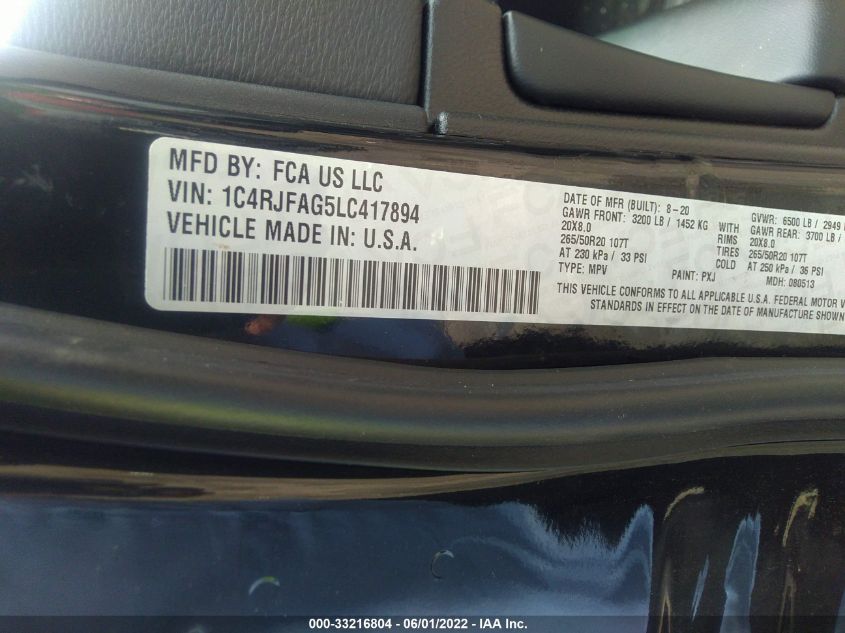 MFD BY: FCA US LLC
VIN: 1C4RJFAG5LC417894
VEHICLE MADE IN: U.S.A.
DATE OF MFR (BUILT): 8-20
GAWR FRONT: 3200 LB / 1452 KG WITH
20X8.0 RIMS
265/50R20 107T TIRES
AT 230 kPa / 33 PSI COLD
TYPE: MPV PAINT: PXJ
GVWR: 6500 LB / 2949
GAWR REAR: 3700 LB /
20X8.0
265/50R20 107T
AT 250 kPa / 36 PSI
MDH: 080513
THIS VEHICLE CONFORMS TO ALL APPLICABLE U.S.A. FEDERAL MOTOR V
STANDARDS IN EFFECT ON THE DATE OF MANUFACTURE SHOWN
000-33216804 - 06/01/2022 - IAA Inc.